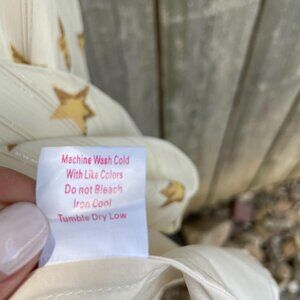 Machine Wash Cold
With Like Colors
Do not Bleach
Iron Cool
Tumble Dry Low